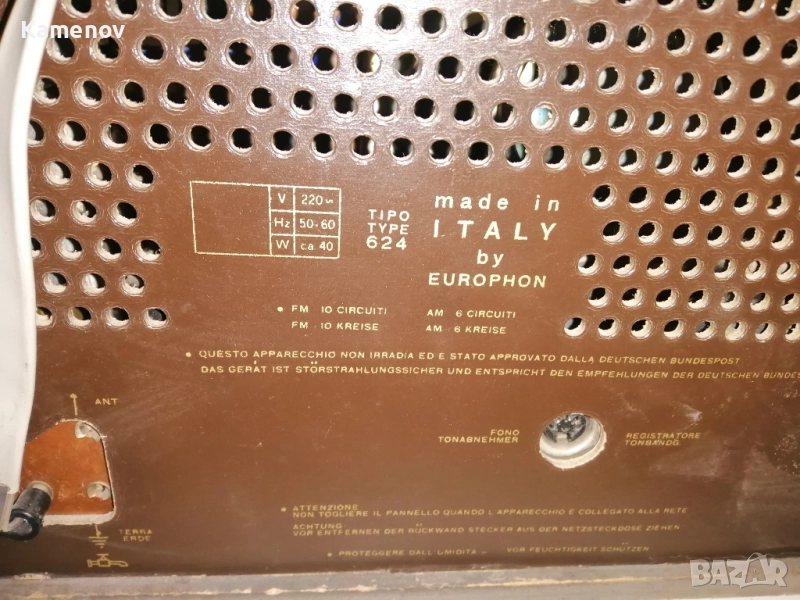 Kamenov
V 220~
Hz 50-60
W ca. 40
TIPO
TYPE
624
made in
ITALY
by
EUROPHON
• FM 10 CIRCUITI AM 6 CIRCUITI
FM 10 KREISE AM 6 KREISE
• QUESTO APPARECCHIO NON IRRADIA ED E STATO APPROVATO DALLA DEUTSCHEN BUNDESPOST
DAS GERÄT IST STÖRSTRAHLUNGSSICHER UND ENTSPRICHT DEN EMPFEHLUNGEN DER DEUTSCHEN BUNDES
ANT
FONO
TONABNEHMER
REGISTRATORE
TONBANDG.
• ATTENZIONE
NON TOGLIERE IL PANNELLO QUANDO L APPARECCHIO È COLLEGATO ALLA RETE
ACHTUNG
VOR ENTFERNEN DER RÜCKWAND STECKER AUS DER NETZSTECKDOSE ZIEHEN
TERRA
ERDE
• PROTEGGERE DALL UMIDITA - VOR FEUCHTIGKEIT SCHÜTZEN
BAZAR